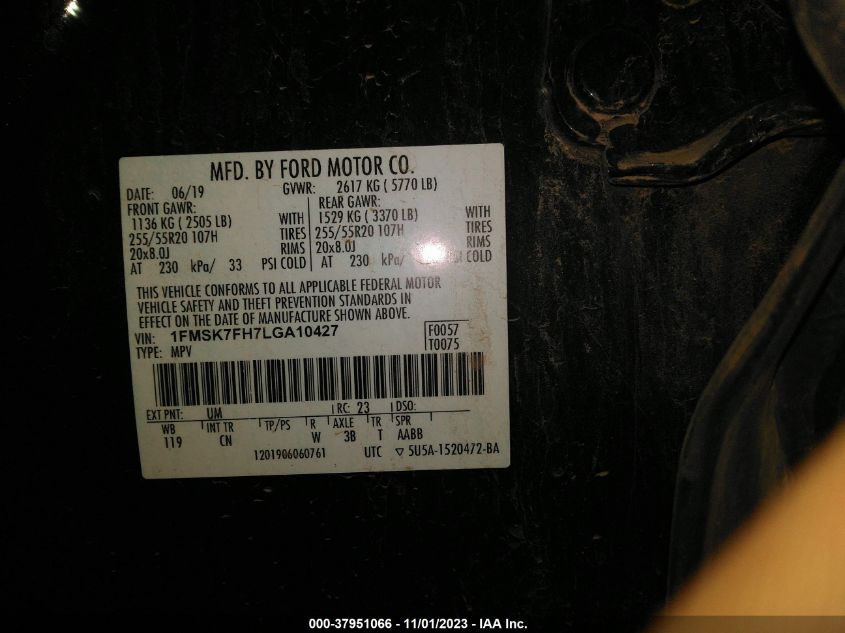 MFD. BY FORD MOTOR CO.
DATE: 06/19 GVWR: 2617 KG ( 5770 LB)
FRONT GAWR: REAR GAWR:
1136 KG ( 2505 LB) WITH 1529 KG ( 3370 LB) WITH
255/55R20 107H TIRES 255/55R20 107H TIRES
20x8.0J RIMS 20x8.0J RIMS
AT 230 kPa/ 33 PSI COLD AT 230 kPa/ PSI COLD
THIS VEHICLE CONFORMS TO ALL APPLICABLE FEDERAL MOTOR
VEHICLE SAFETY AND THEFT PREVENTION STANDARDS IN
EFFECT ON THE DATE OF MANUFACTURE SHOWN ABOVE.
VIN: 1FMSK7FH7LGA10427 F0057
TYPE: MPV T0075
EXT PNT: UM RC: 23 DSO:
WB INT TR TP/PS R AXLE TR SPR
119 CN W 3B T AABB
1201906060761 UTC ▽ 5U5A-1520472-BA
000-37951066 - 11/01/2023 - IAA Inc.